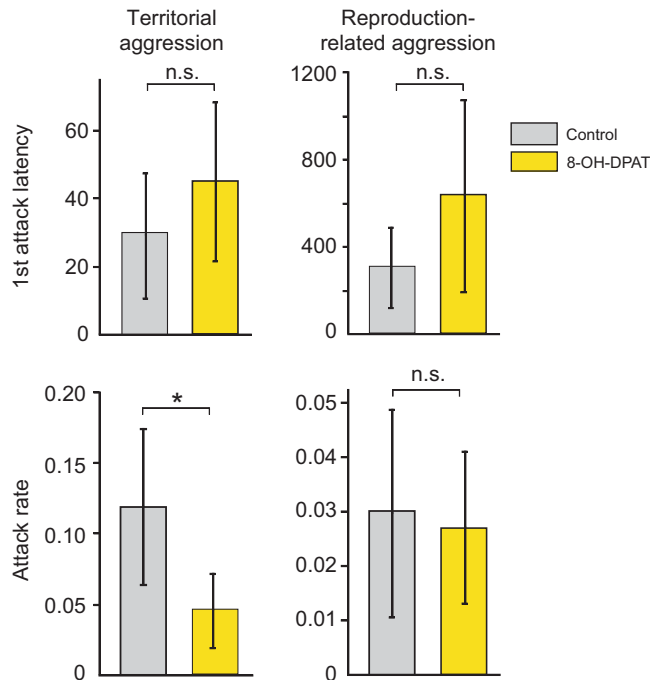 Territorial
aggression
Reproduction-
related aggression
1st attack latency
n.s.
60
40
20
0
n.s.
1200
800
400
0
Control
8-OH-DPAT
Attack rate
*
0.20
0.15
0.10
0.05
0
n.s.
0.05
0.04
0.03
0.02
0.01
0